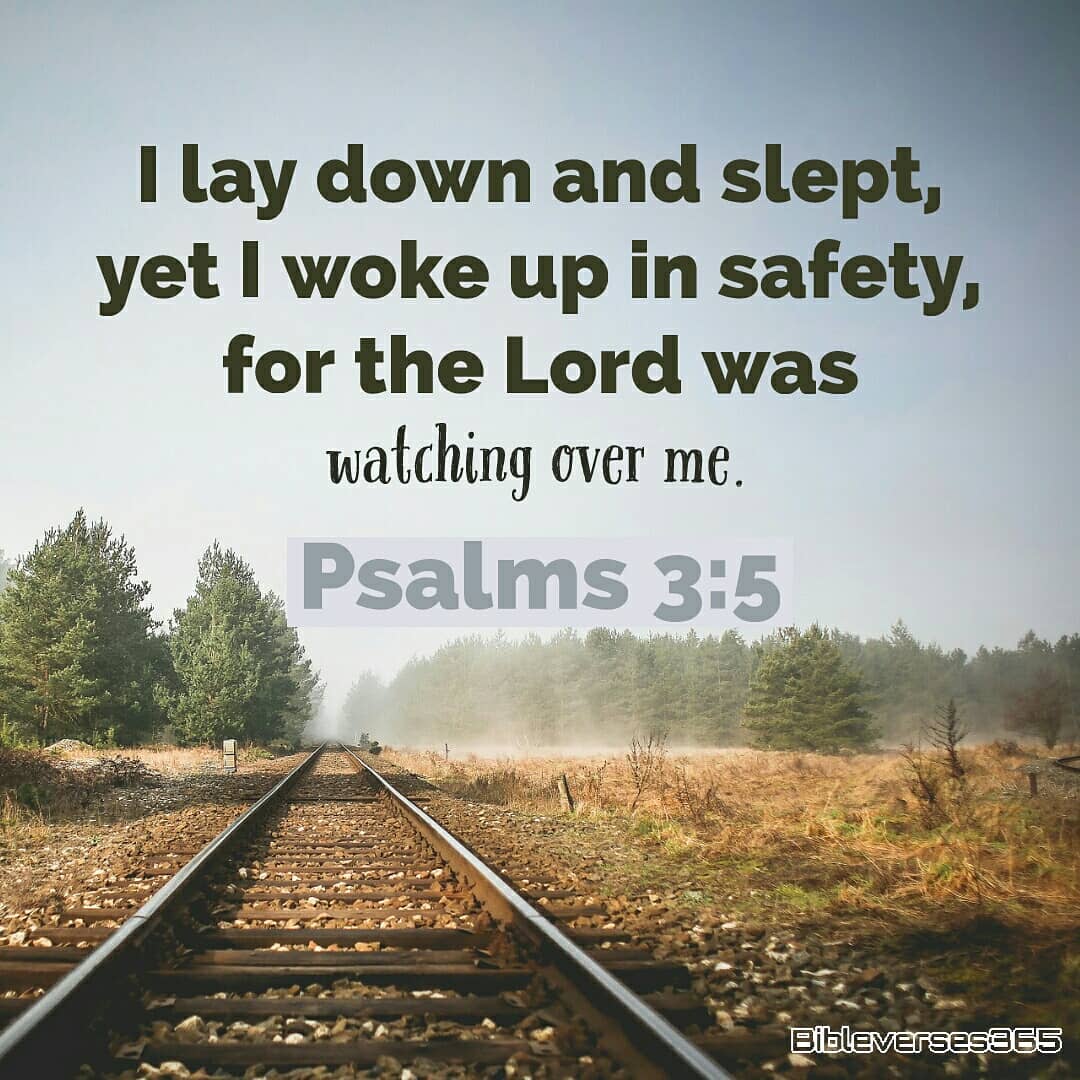 I lay down and slept,
yet I woke up in safety,
for the Lord was
watching over me.
Psalms 3:5
Bibleverses365